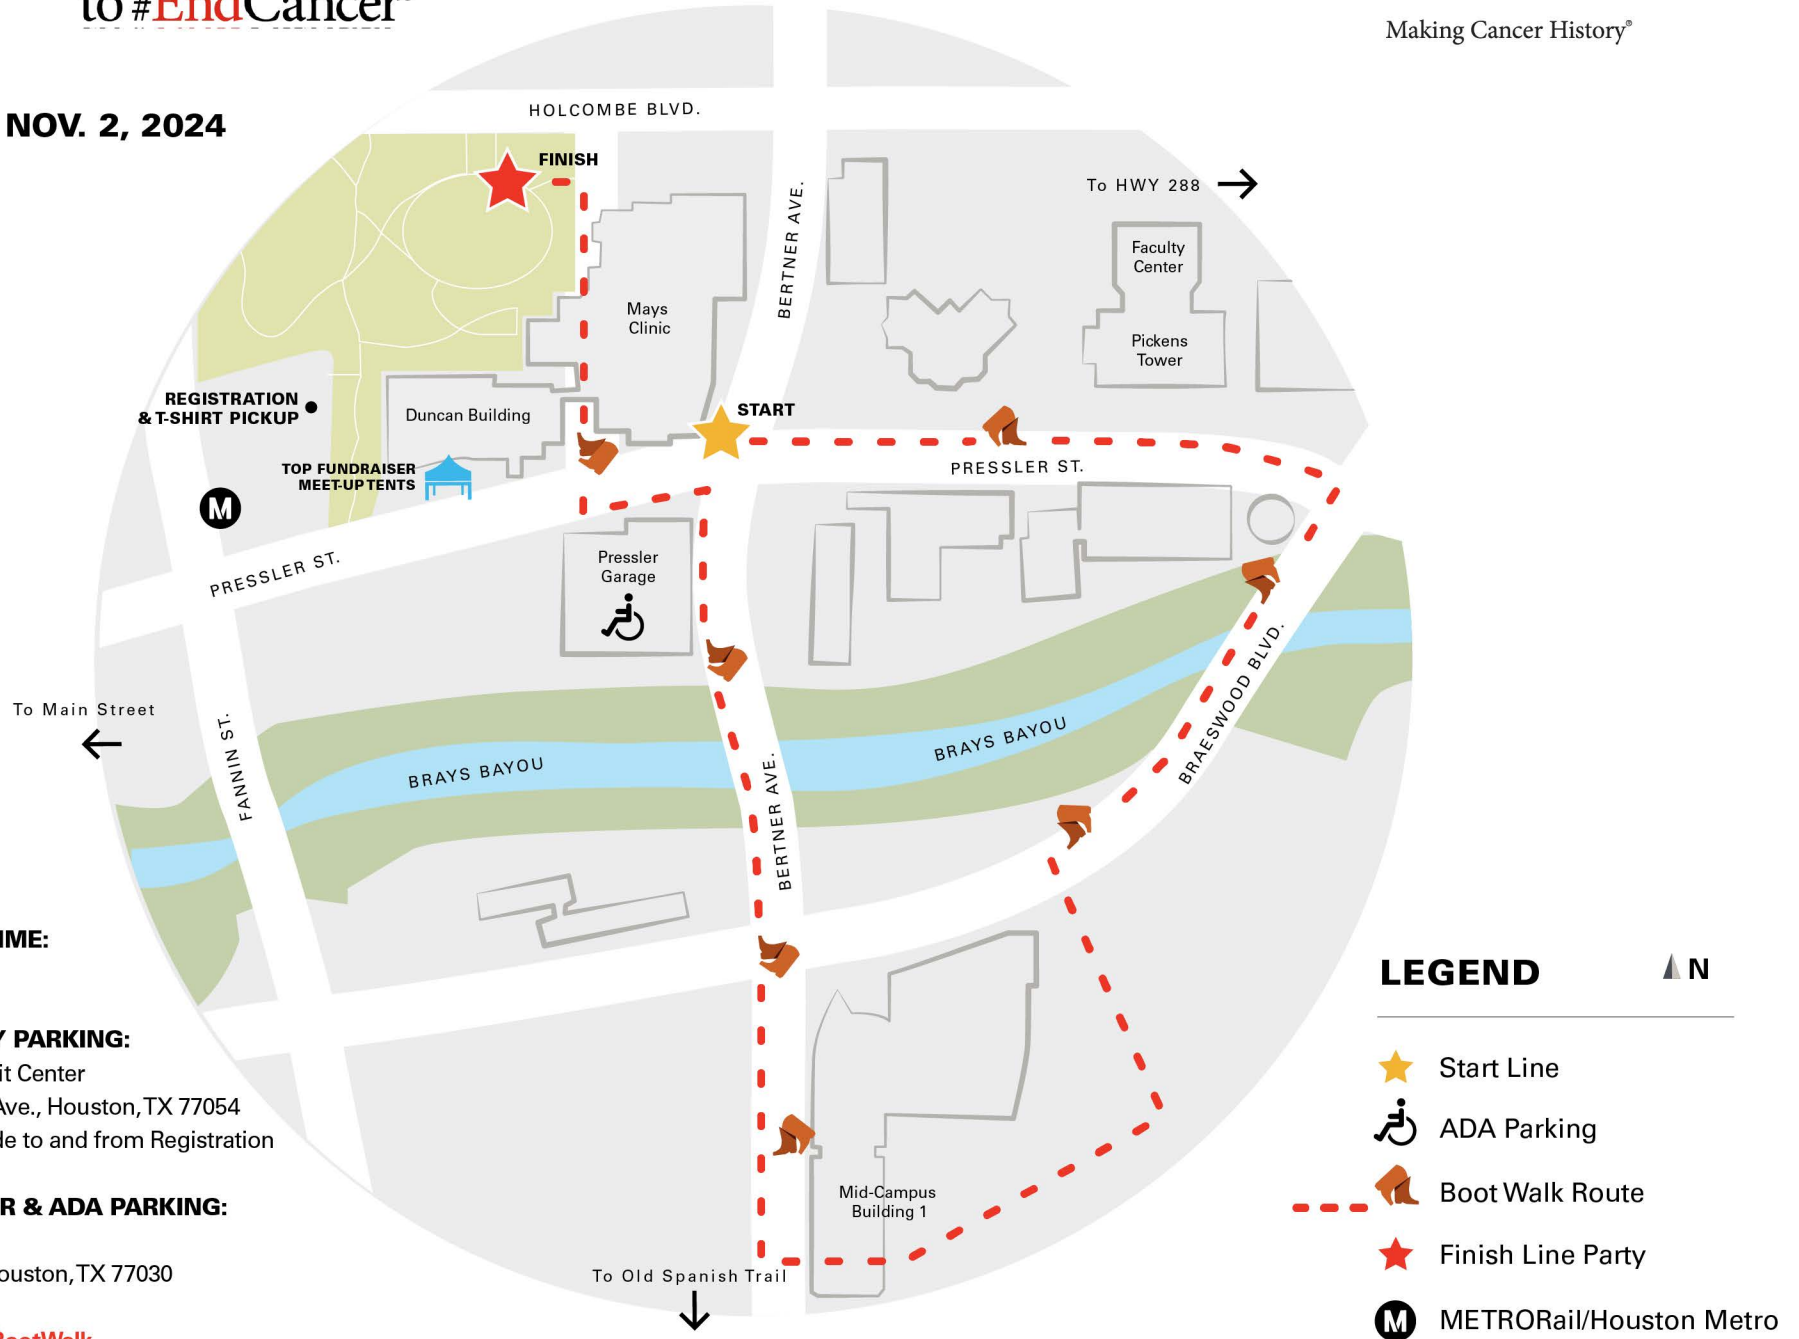 to #EndCancer
Making Cancer History®
NOV. 2, 2024
HOLCOMBE BLVD.
FINISH
To HWY 288
BERTNER AVE.
Faculty
Center
Mays
Clinic
Pickens
Tower
REGISTRATION
& T-SHIRT PICKUP
Duncan Building
START
TOP FUNDRAISER
MEET-UP TENTS
PRESSLER ST.
M
PRESSLER ST.
Pressler
Garage
BRAESWOOD BLVD.
To Main Street
FANNIN ST.
BRAYS BAYOU
BRAYS BAYOU
BERTNER AVE.
IME:
LEGEND
N
Y PARKING:
it Center
Ave., Houston, TX 77054
de to and from Registration
Start Line
ADA Parking
Mid-Campus
Building 1
Boot Walk Route
R & ADA PARKING:
Finish Line Party
ouston, TX 77030
To Old Spanish Trail
M
METRORail/Houston Metro